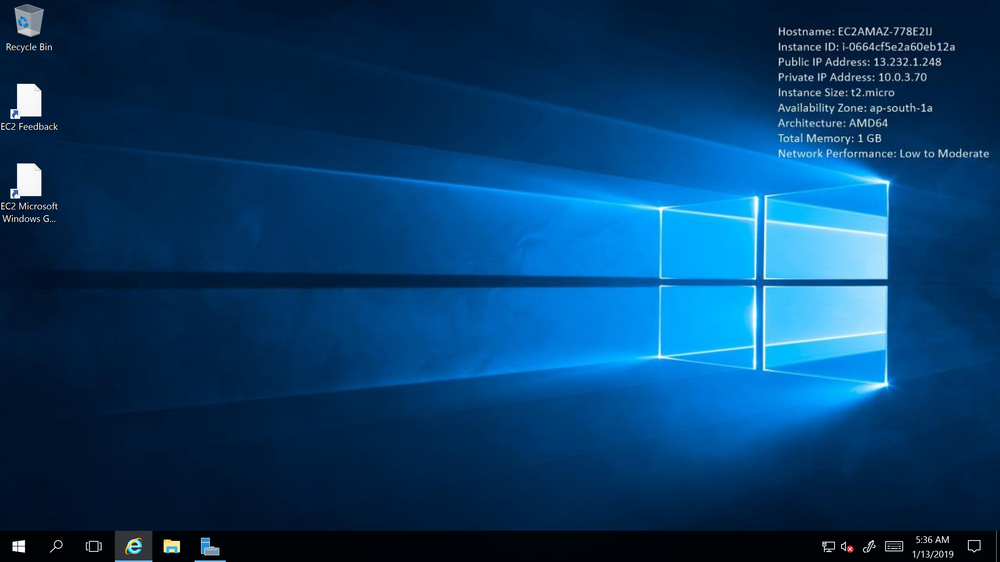 Recycle Bin
EC2 Feedback
EC2 Microsoft
Windows G...
Hostname: EC2AMAZ-778E2IJ
Instance ID: i-0664cf5e2a60eb12a
Public IP Address: 13.232.1.248
Private IP Address: 10.0.3.70
Instance Size: t2.micro
Availability Zone: ap-south-1a
Architecture: AMD64
Total Memory: 1 GB
Network Performance: Low to Moderate
5:36 AM
1/13/2019